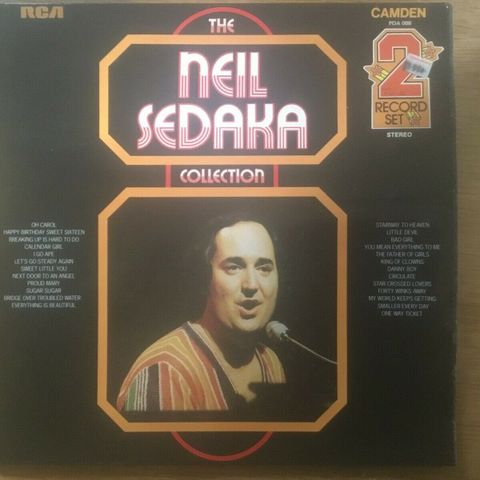 RCA
THE
NEIL
SEDAKA
COLLECTION
CAMDEN
PDA 008
2
RECORD
SET
STEREO
OH CAROL
HAPPY BIRTHDAY SWEET SIXTEEN
BREAKING UP IS HARD TO DO
CALENDAR GIRL
I GO APE
LET'S GO STEADY AGAIN
SWEET LITTLE YOU
NEXT DOOR TO AN ANGEL
PROUD MARY
SUGAR SUGAR
BRIDGE OVER TROUBLED WATER
EVERYTHING IS BEAUTIFUL
STAIRWAY TO HEAVEN
LITTLE DEVIL
BAD GIRL
YOU MEAN EVERYTHING TO ME
THE FATHER OF GIRLS
KING OF CLOWNS
DANNY BOY
CIRCULATE
STAR CROSSED LOVERS
FORTY WINKS AWAY
MY WORLD KEEPS GETTING
SMALLER EVERY DAY
ONE WAY TICKET